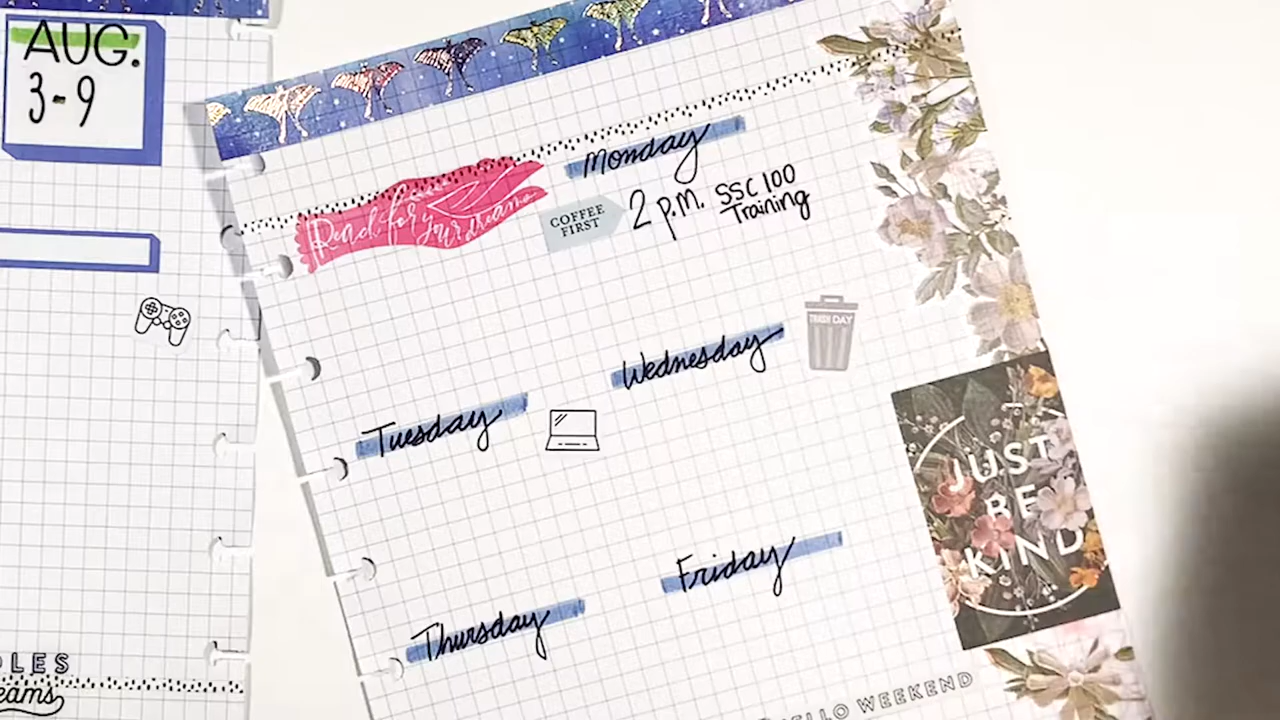 AUG.
3-9
Reach for your dreams
Monday
COFFEE
FIRST
2 p.m.
SSC 100
Training
TRASH DAY
Wednesday
Tuesday
JUST
BE
KIND
Friday
Thursday
HELLO WEEKEND